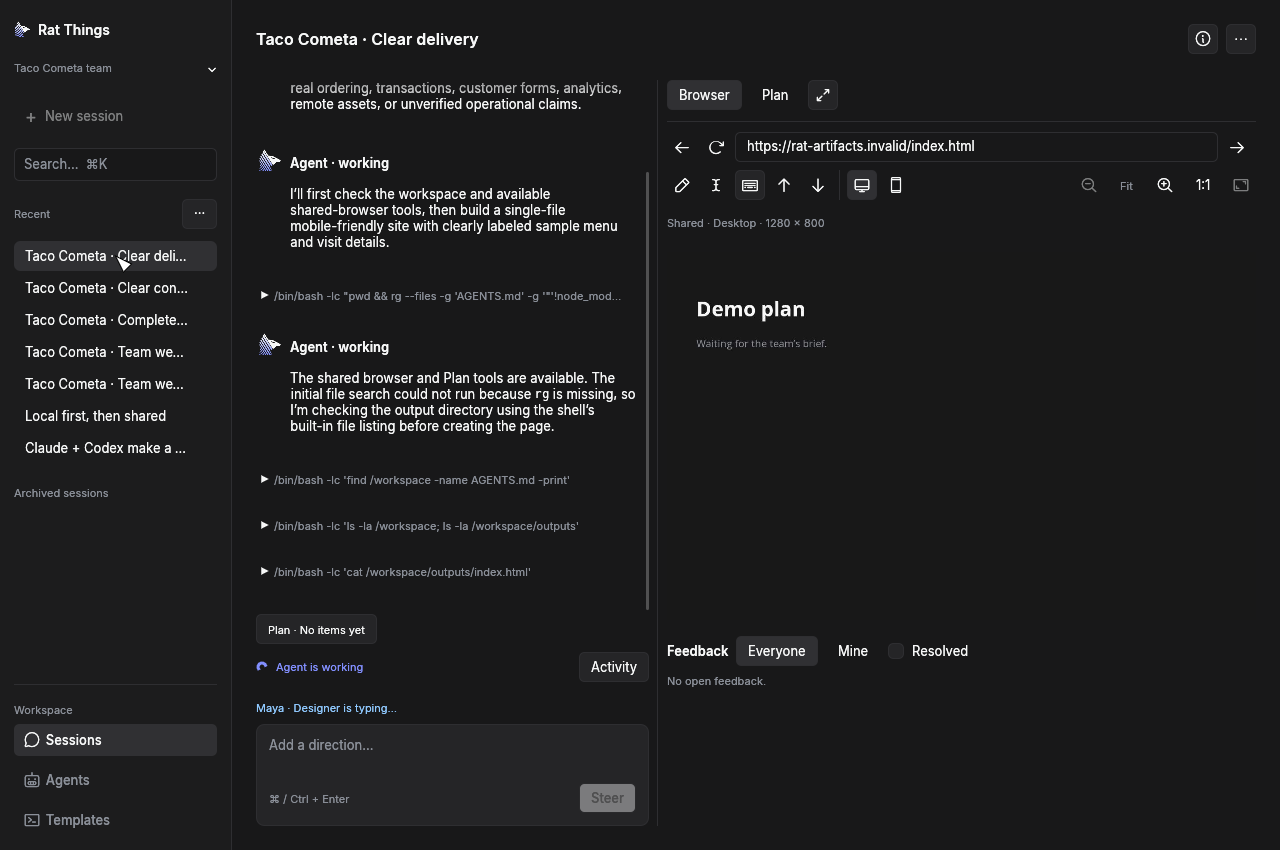 Rat Things
Taco Cometa team
+ New session
Search... ⌘K
Recent
...
Taco Cometa · Clear deli...
Taco Cometa · Clear con...
Taco Cometa · Complete...
Taco Cometa · Team we...
Taco Cometa · Team we...
Local first, then shared
Claude + Codex make a ...
Archived sessions
Workspace
Sessions
Agents
Templates
Taco Cometa · Clear delivery
...
real ordering, transactions, customer forms, analytics,
remote assets, or unverified operational claims.
Agent · working
I’ll first check the workspace and available
shared-browser tools, then build a single-file
mobile-friendly site with clearly labeled sample menu
and visit details.
/bin/bash -lc "pwd && rg --files -g 'AGENTS.md' -g '"'!node_mod...
Agent · working
The shared browser and Plan tools are available. The
initial file search could not run because rg is missing, so
I’m checking the output directory using the shell’s
built-in file listing before creating the page.
/bin/bash -lc 'find /workspace -name AGENTS.md -print'
/bin/bash -lc 'ls -la /workspace; ls -la /workspace/outputs'
/bin/bash -lc 'cat /workspace/outputs/index.html'
Plan · No items yet
Agent is working
Activity
Maya · Designer is typing...
Add a direction...
⌘ / Ctrl + Enter
Steer
Browser
Plan
https://rat-artifacts.invalid/index.html
Fit
1:1
Shared · Desktop · 1280 × 800
Demo plan
Waiting for the team's brief.
Feedback
Everyone
Mine
Resolved
No open feedback.